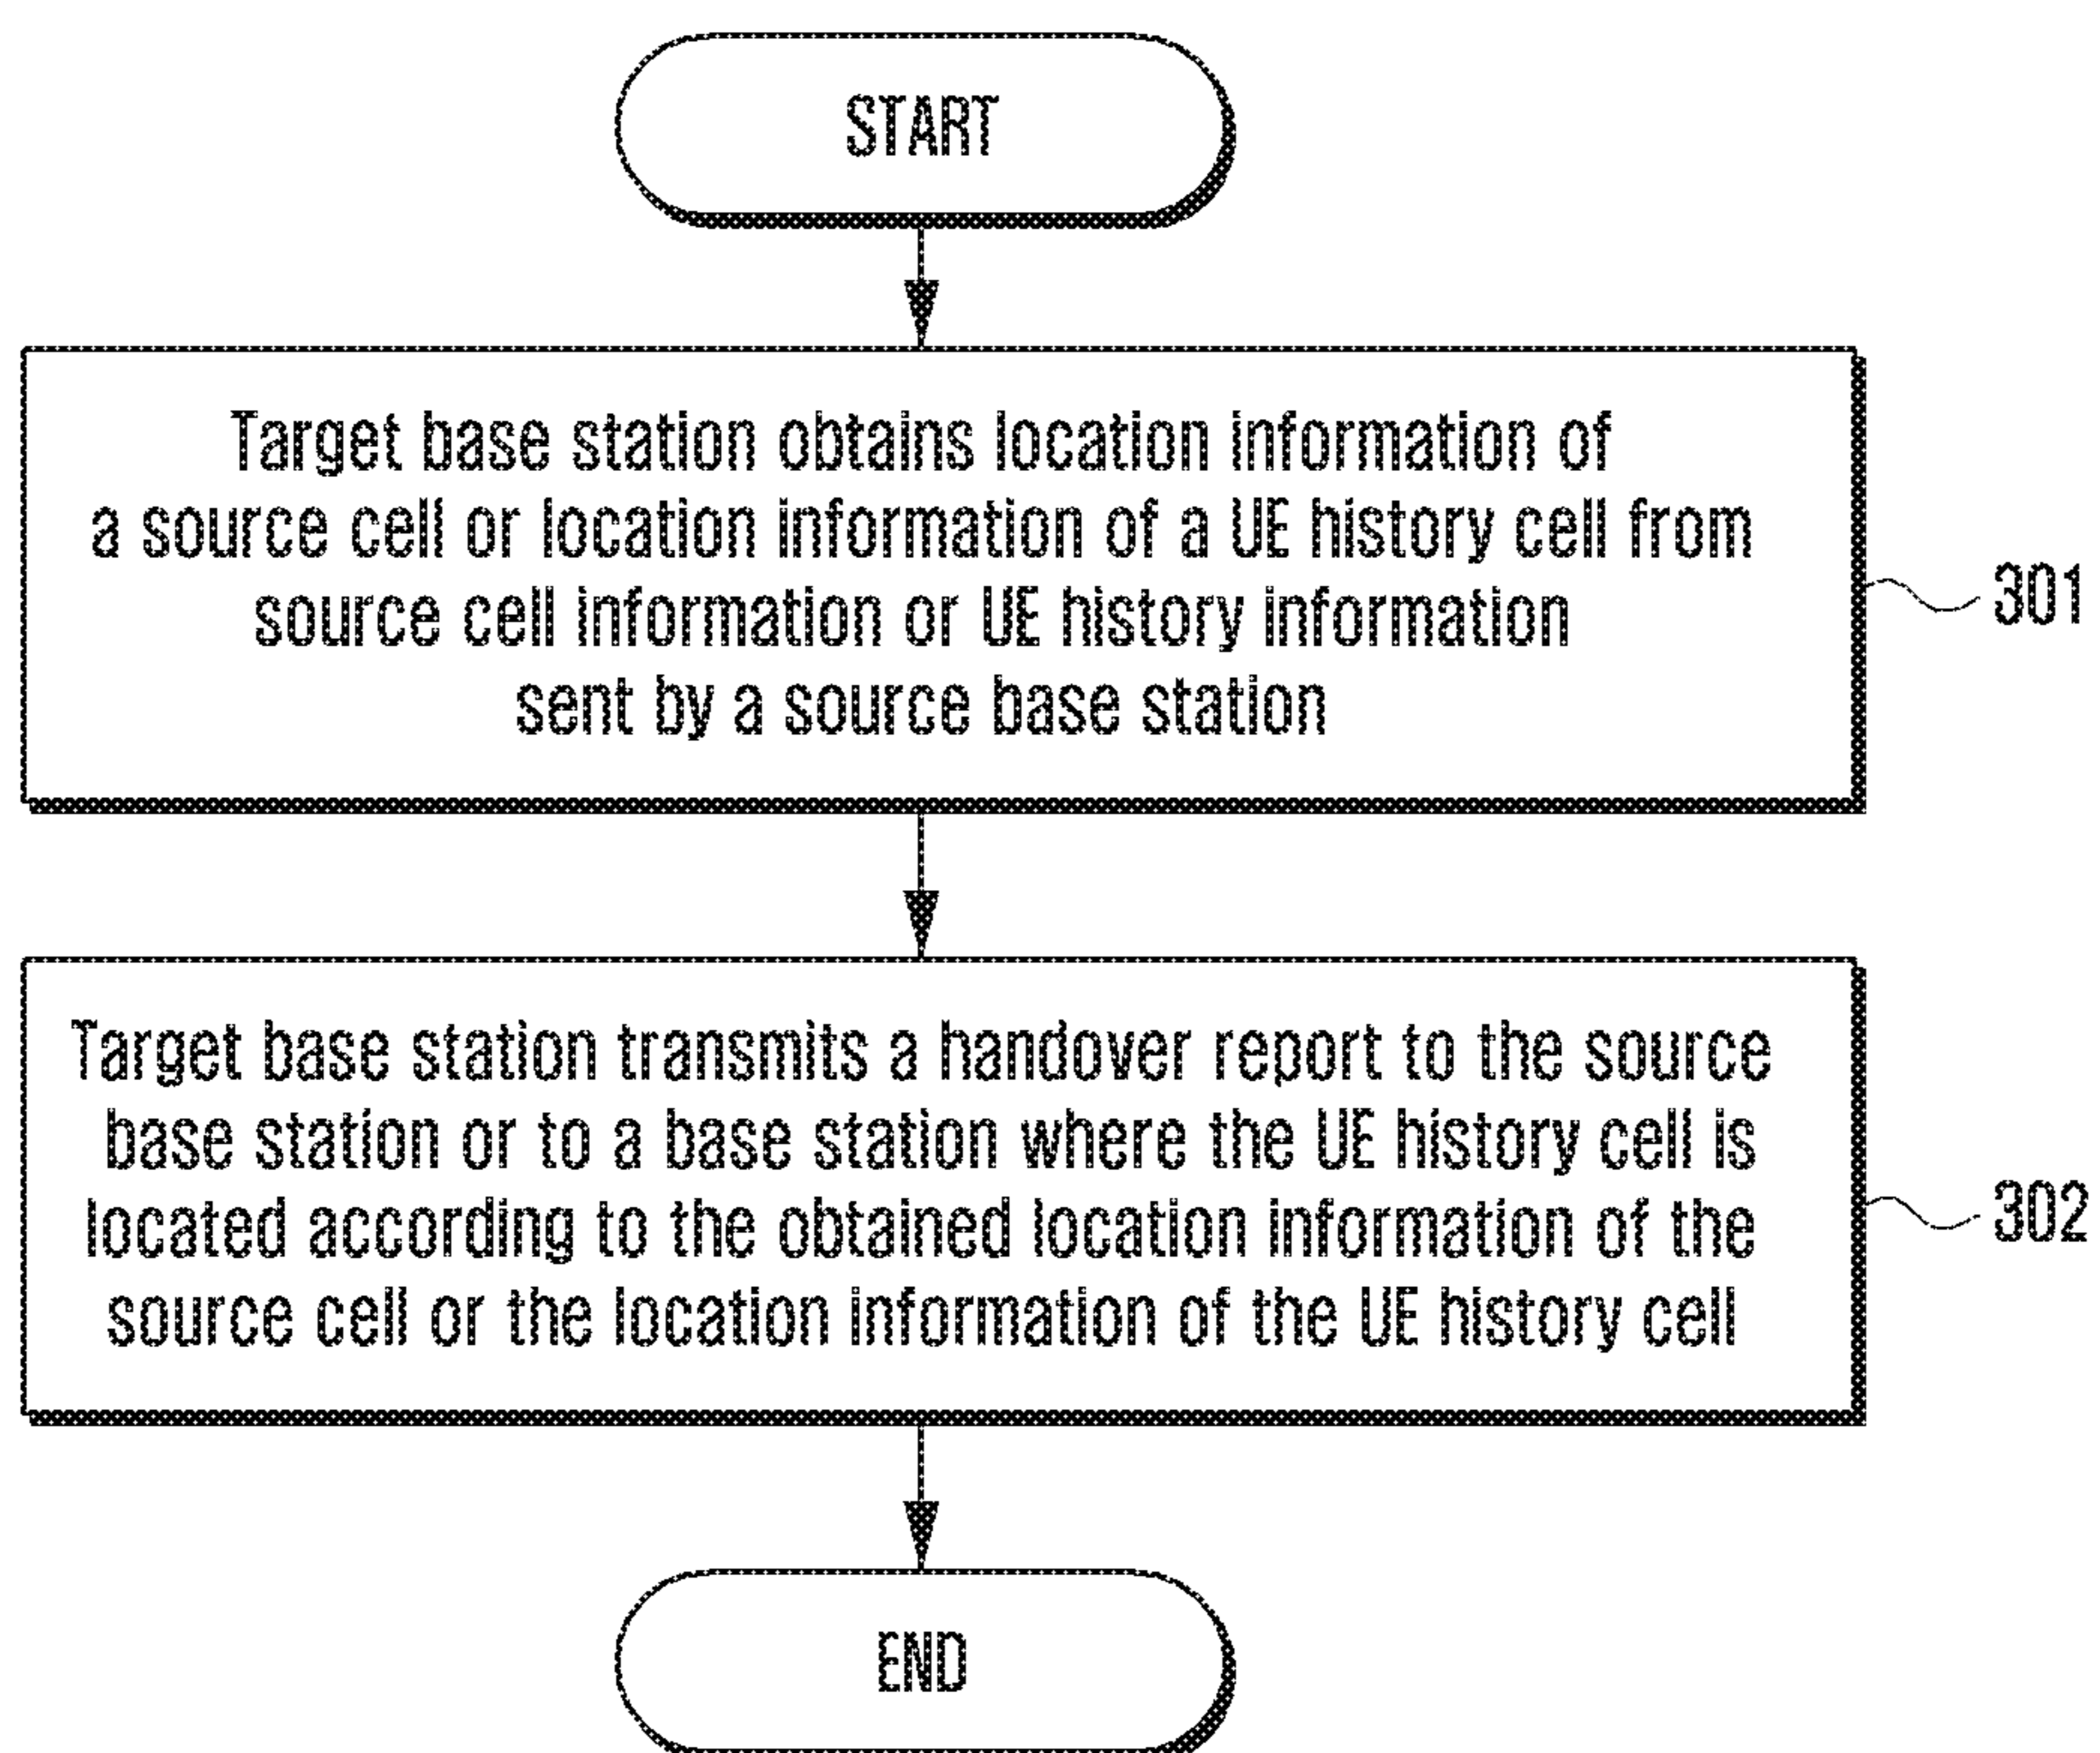 START
Target base station obtains location information of
a source cell or location information of a UE history cell from
source cell information or UE history information
sent by a source base station
301
Target base station transmits a handover report to the source
base station or to a base station where the UE history cell is
located according to the obtained location information of the
source cell or the location information of the UE history cell
302
END